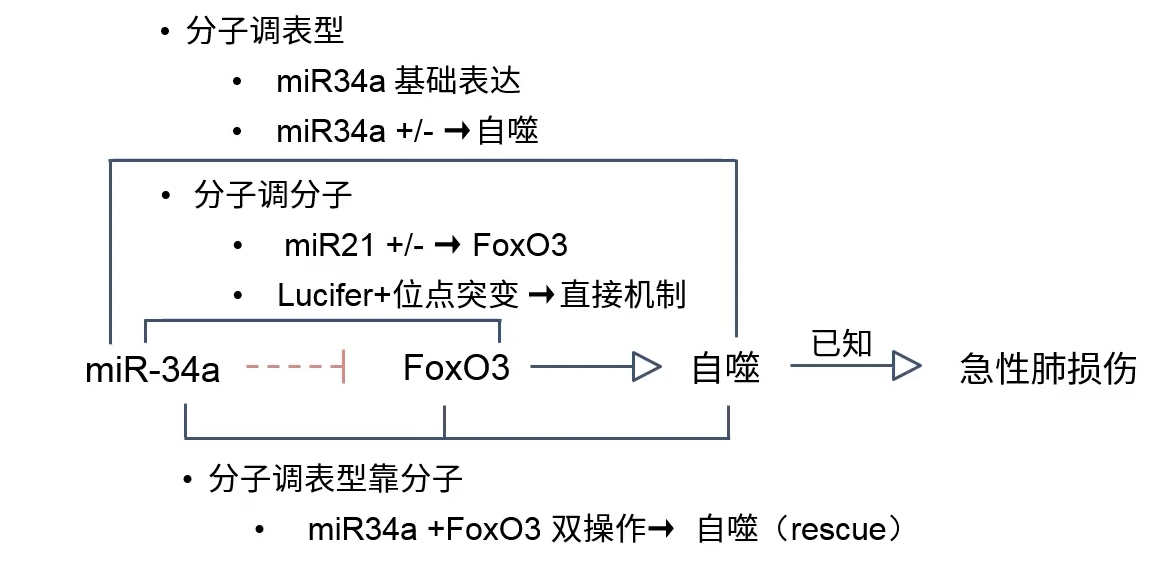 • 分子调表型
• miR34a 基础表达
• miR34a +/- ➞自噬
• 分子调分子
• miR21 +/- ➞ FoxO3
• Lucifer+位点突变 ➞直接机制
miR-34a FoxO3 自噬 已知 急性肺损伤
• 分子调表型靠分子
• miR34a +FoxO3 双操作➞ 自噬（rescue）